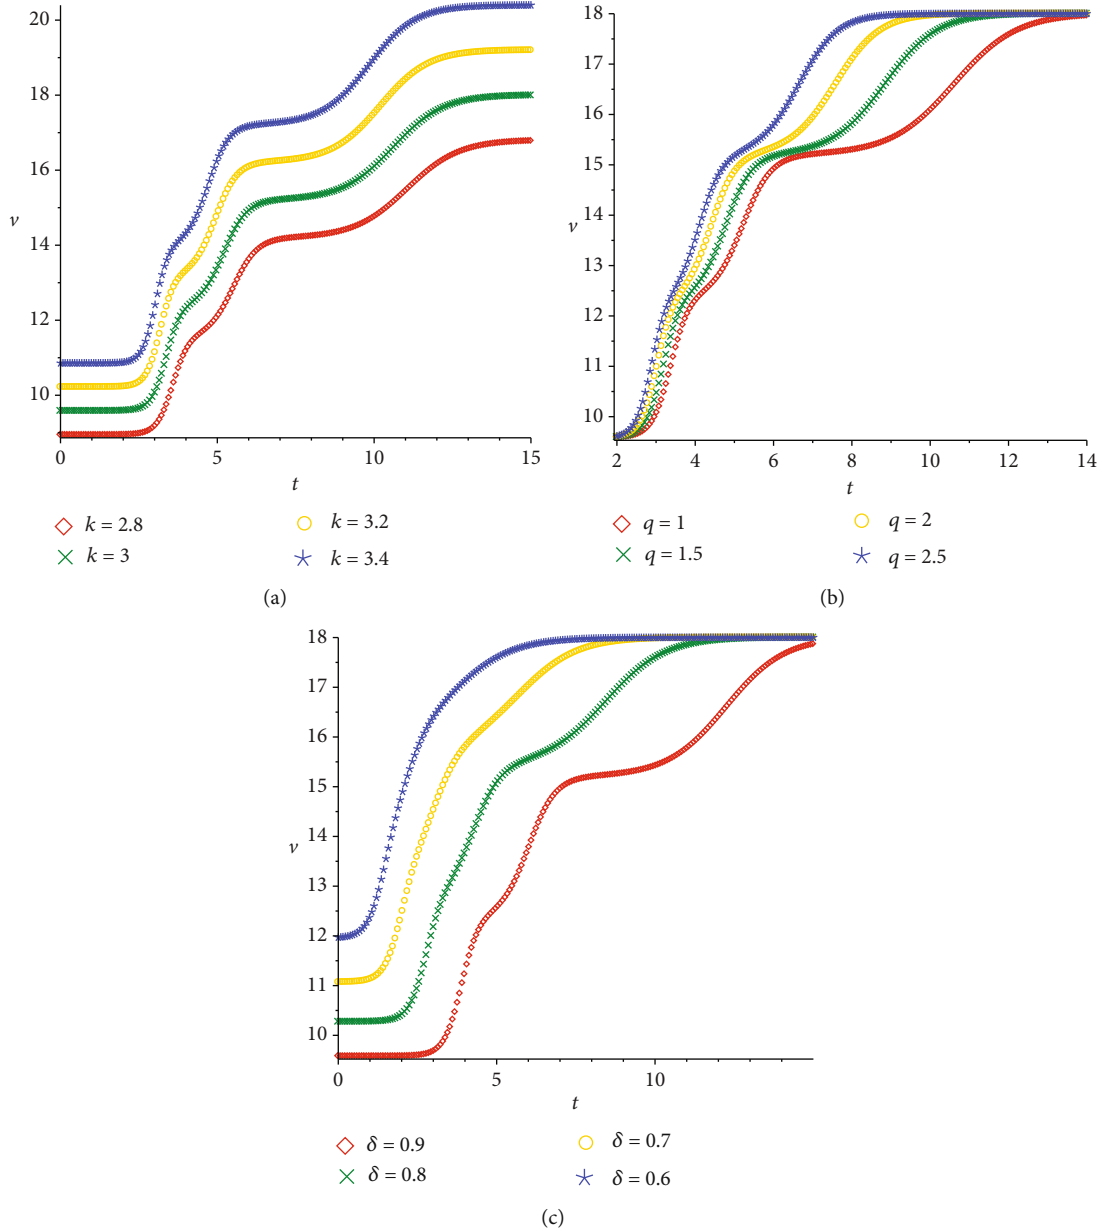 20
18
16
14
12
10
v
0
5
10
15
t
k = 2.8
k = 3.2
k = 3
k = 3.4
(a)
18
17
16
15
14
13
12
11
10
v
2
4
6
8
10
12
14
t
q = 1
q = 2
q = 1.5
q = 2.5
(b)
18
17
16
15
14
13
12
11
10
v
0
5
10
t
δ = 0.9
δ = 0.7
δ = 0.8
δ = 0.6
(c)